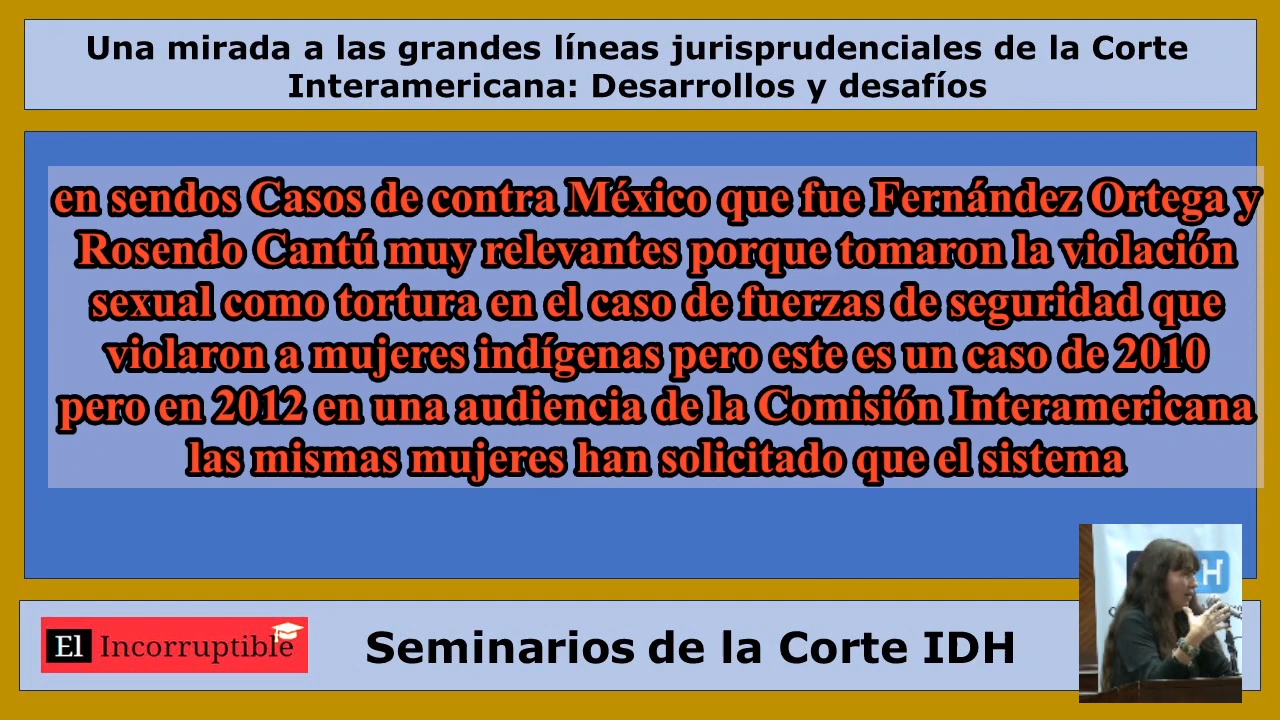 Una mirada a las grandes líneas jurisprudenciales de la Corte
Interamericana: Desarrollos y desafíos
en sendos Casos de contra México que fue Fernández Ortega y
Rosendo Cantú muy relevantes porque tomaron la violación
sexual como tortura en el caso de fuerzas de seguridad que
violaron a mujeres indígenas pero este es un caso de 2010
pero en 2012 en una audiencia de la Comisión Interamericana
las mismas mujeres han solicitado que el sistema
El Incorruptible
Seminarios de la Corte IDH
H